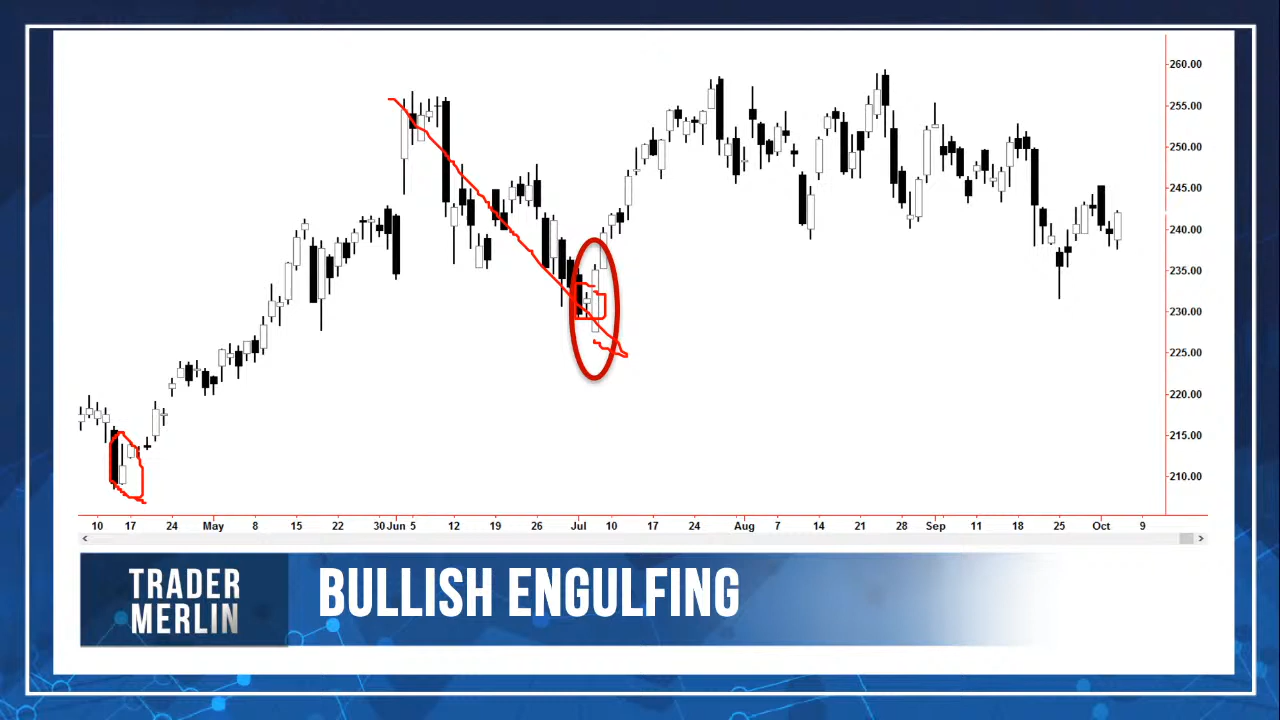 260.00
255.00
250.00
245.00
240.00
235.00
230.00
225.00
220.00
215.00
210.00
10 17 24 May 8 15 22 30 Jun 5 12 19 26 Jul 10 17 24 Aug 7 14 21 28 Sep 11 18 25 Oct 9
TRADER
MERLIN
BULLISH ENGULFING